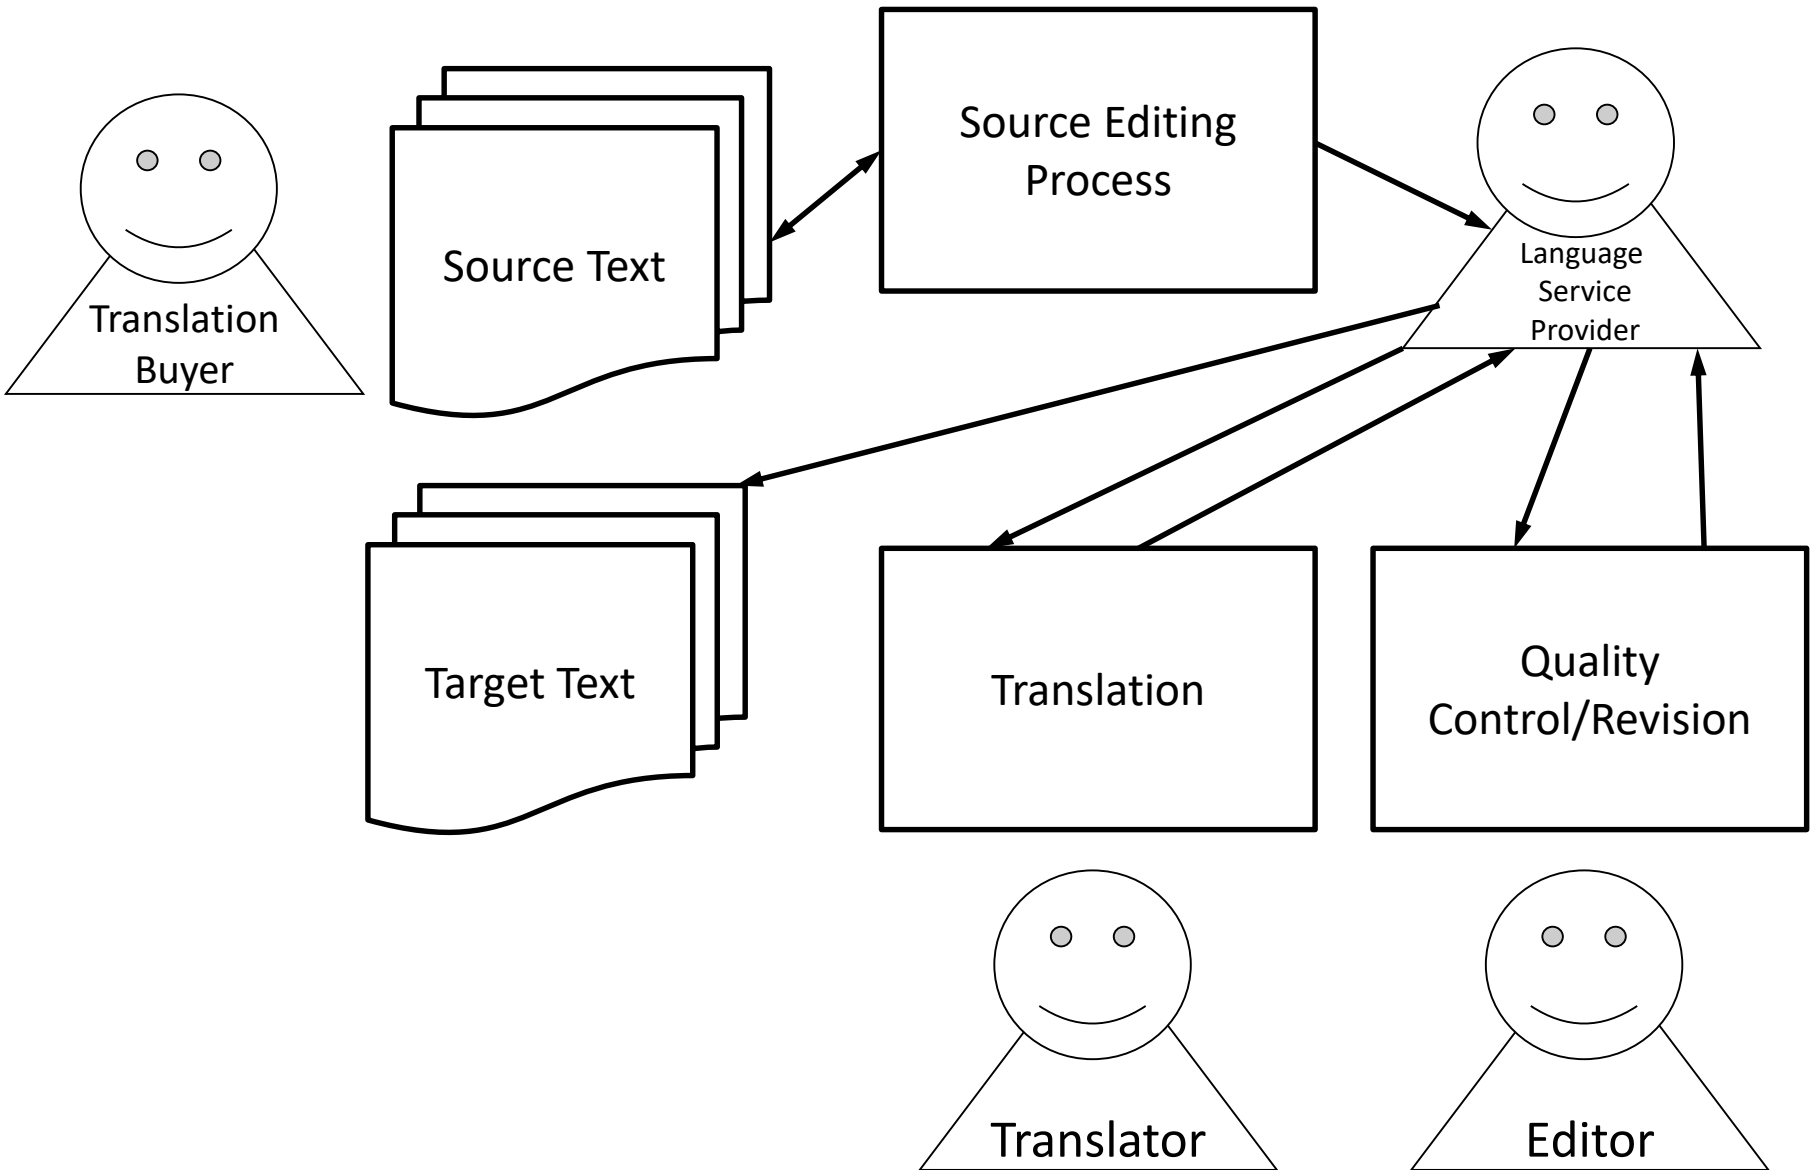 Translation
Buyer
Source Text
Source Editing
Process
Language
Service
Provider
Target Text
Translation
Quality
Control/Revision
Translator
Editor